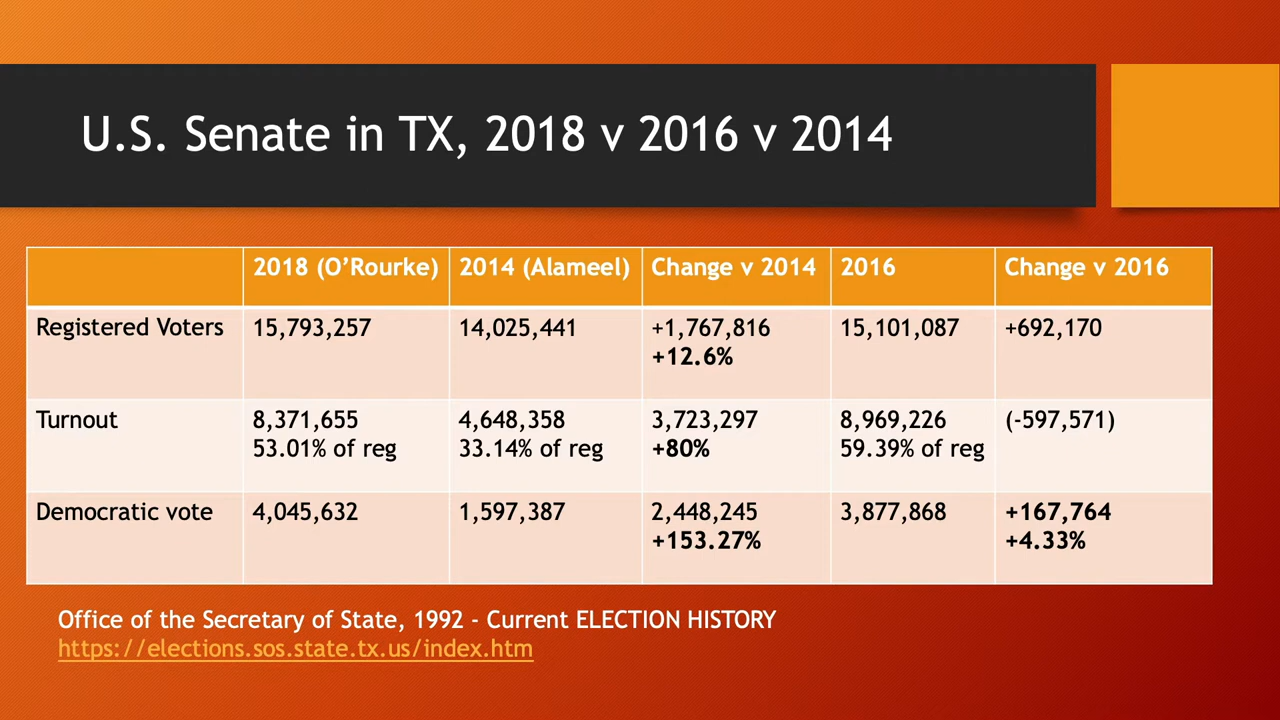 U.S. Senate in TX, 2018 v 2016 v 2014
2018 (O’Rourke) 2014 (Alameel) Change v 2014 2016 Change v 2016
Registered Voters 15,793,257 14,025,441 +1,767,816 15,101,087 +692,170
+12.6%
Turnout 8,371,655 4,648,358 3,723,297 8,969,226 (-597,571)
53.01% of reg 33.14% of reg +80% 59.39% of reg
Democratic vote 4,045,632 1,597,387 2,448,245 3,877,868 +167,764
+153.27% +4.33%
Office of the Secretary of State, 1992 - Current ELECTION HISTORY
https://elections.sos.state.tx.us/index.htm